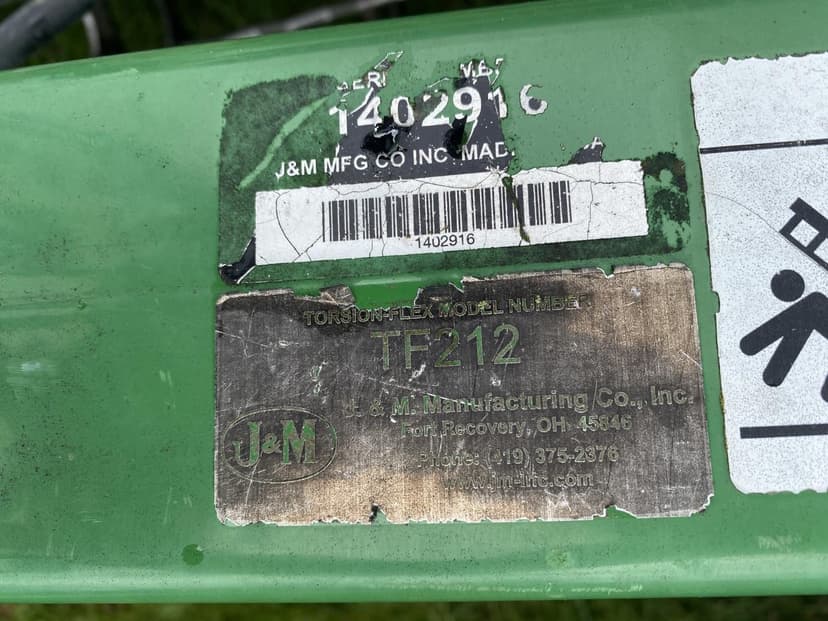 1402916
J&M MFG CO INC
1402916
TORSION-FLEX MODEL NUMBER
TF212
J. & M. Manufacturing Co., Inc.
Fort Recovery, OH 45846
Phone: (419) 375-2376
J&M